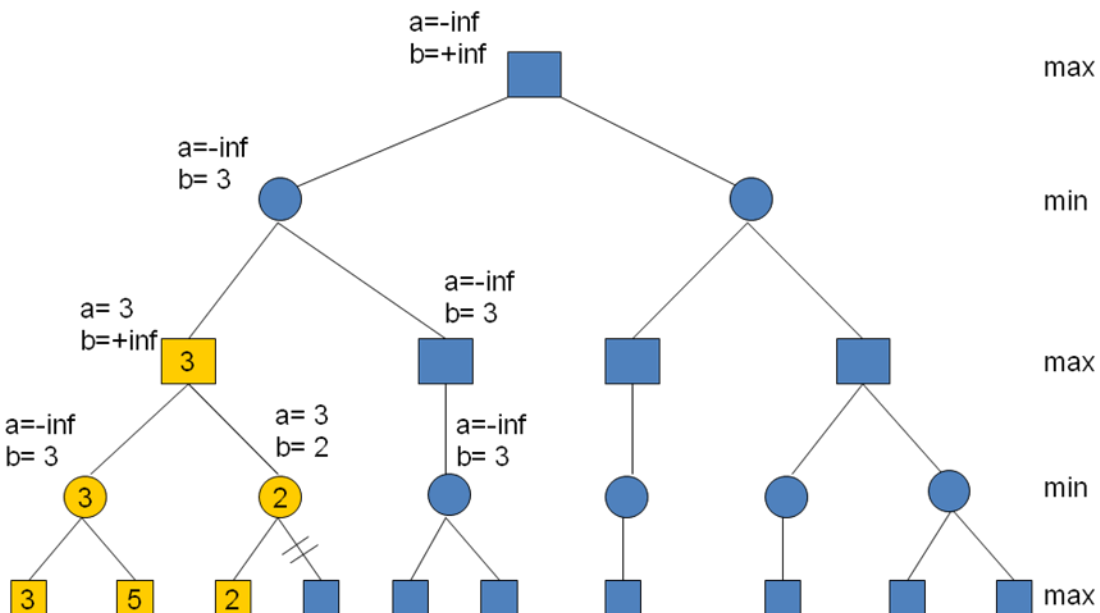 a=-inf
b=+inf
max
a=-inf
b= 3
min
a=-inf
b= 3
a= 3
b=+inf
3
max
a=-inf
b= 3
a= 3
b= 2
a=-inf
b= 3
3
2
min
3
5
2
max